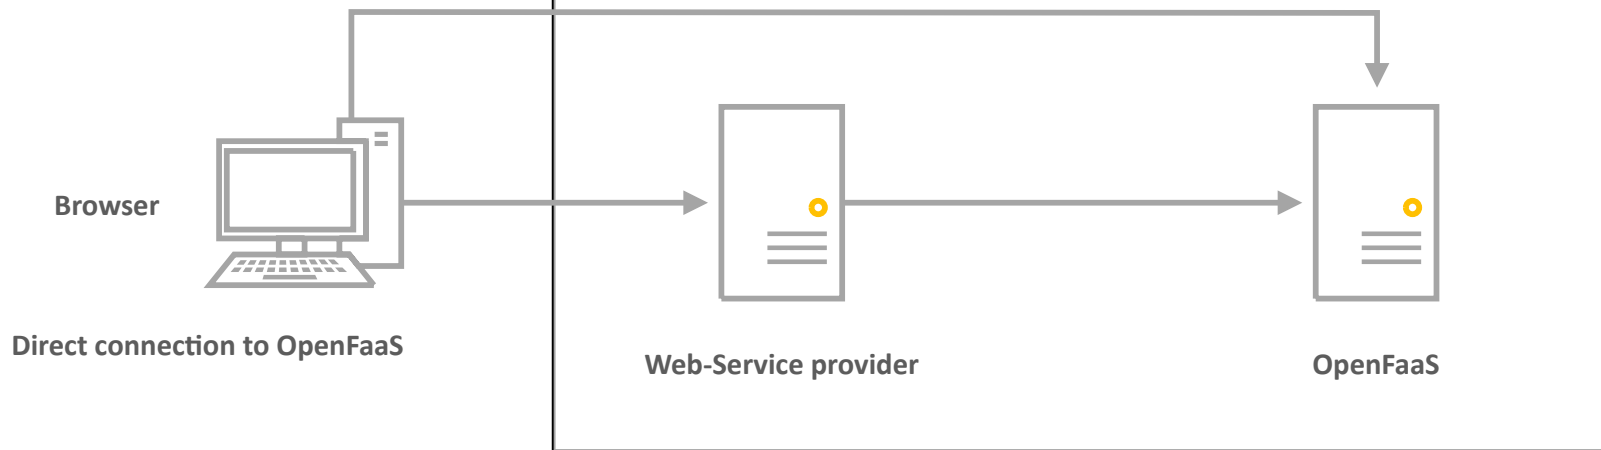 Browser
Direct connection to OpenFaaS
Web-Service provider
OpenFaaS